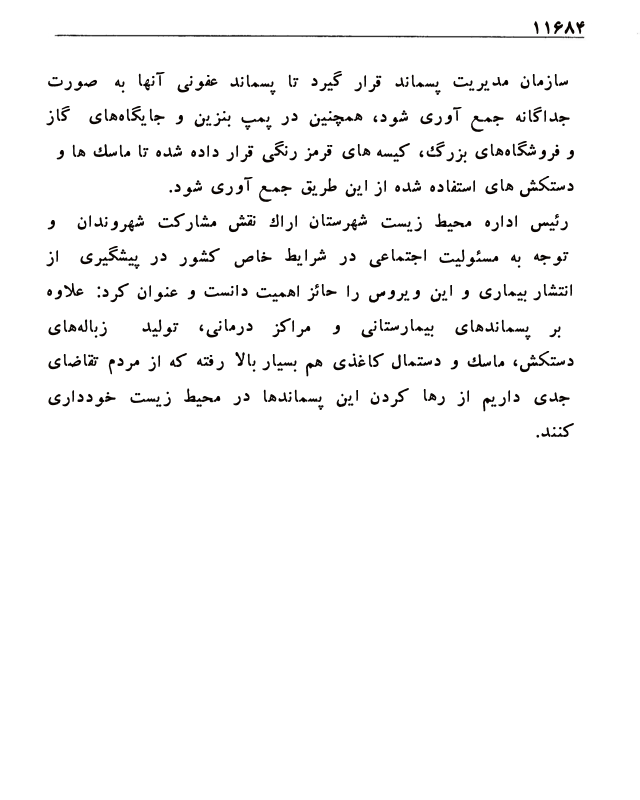 ۱۱۶۸۴
سازمان مدیریت پسماند قرار گیرد تا پسماند عفونی آنها به صورت
جداگانه جمع آوری شود، همچنین در پمپ بنزین و جایگاه‌های گاز
و فروشگاه‌های بزرگ، کیسه های قرمز رنگی قرار داده شده تا ماسک ها و
دستکش های استفاده شده از این طریق جمع آوری شود.
رئیس اداره محیط زیست شهرستان اراک نقش مشارکت شهروندان و
توجه به مسئولیت اجتماعی در شرایط خاص کشور در پیشگیری از
انتشار بیماری و این ویروس را حائز اهمیت دانست و عنوان کرد: علاوه
بر پسماندهای بیمارستانی و مراکز درمانی، تولید زباله‌های
دستکش، ماسک و دستمال کاغذی هم بسیار بالا رفته که از مردم تقاضای
جدی داریم از رها کردن این پسماندها در محیط زیست خودداری
کنند.